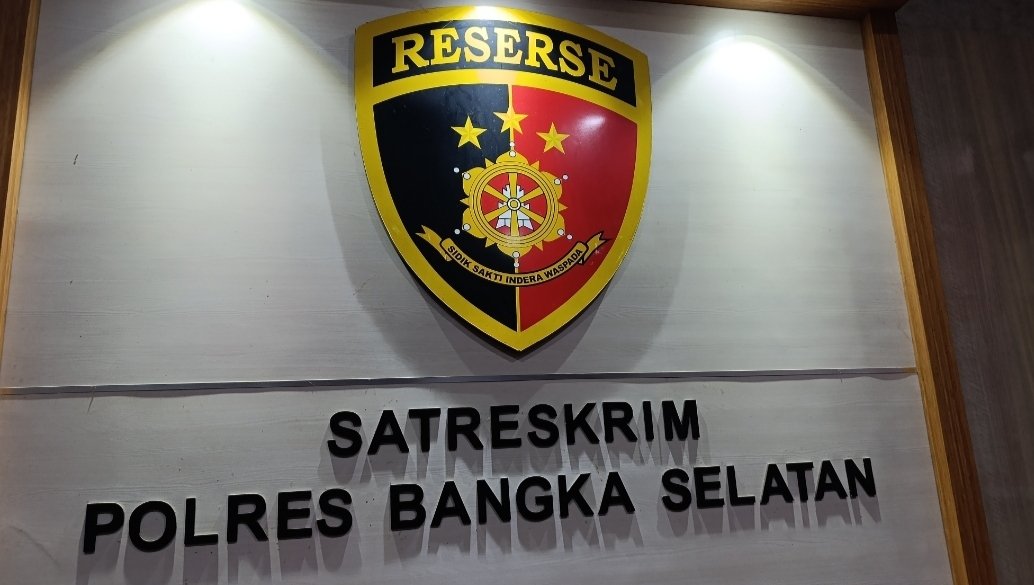 RESERSE
SIDIK SAKTI INDERA WASPADA
SATRESKRIM
POLRES BANGKA SELATAN